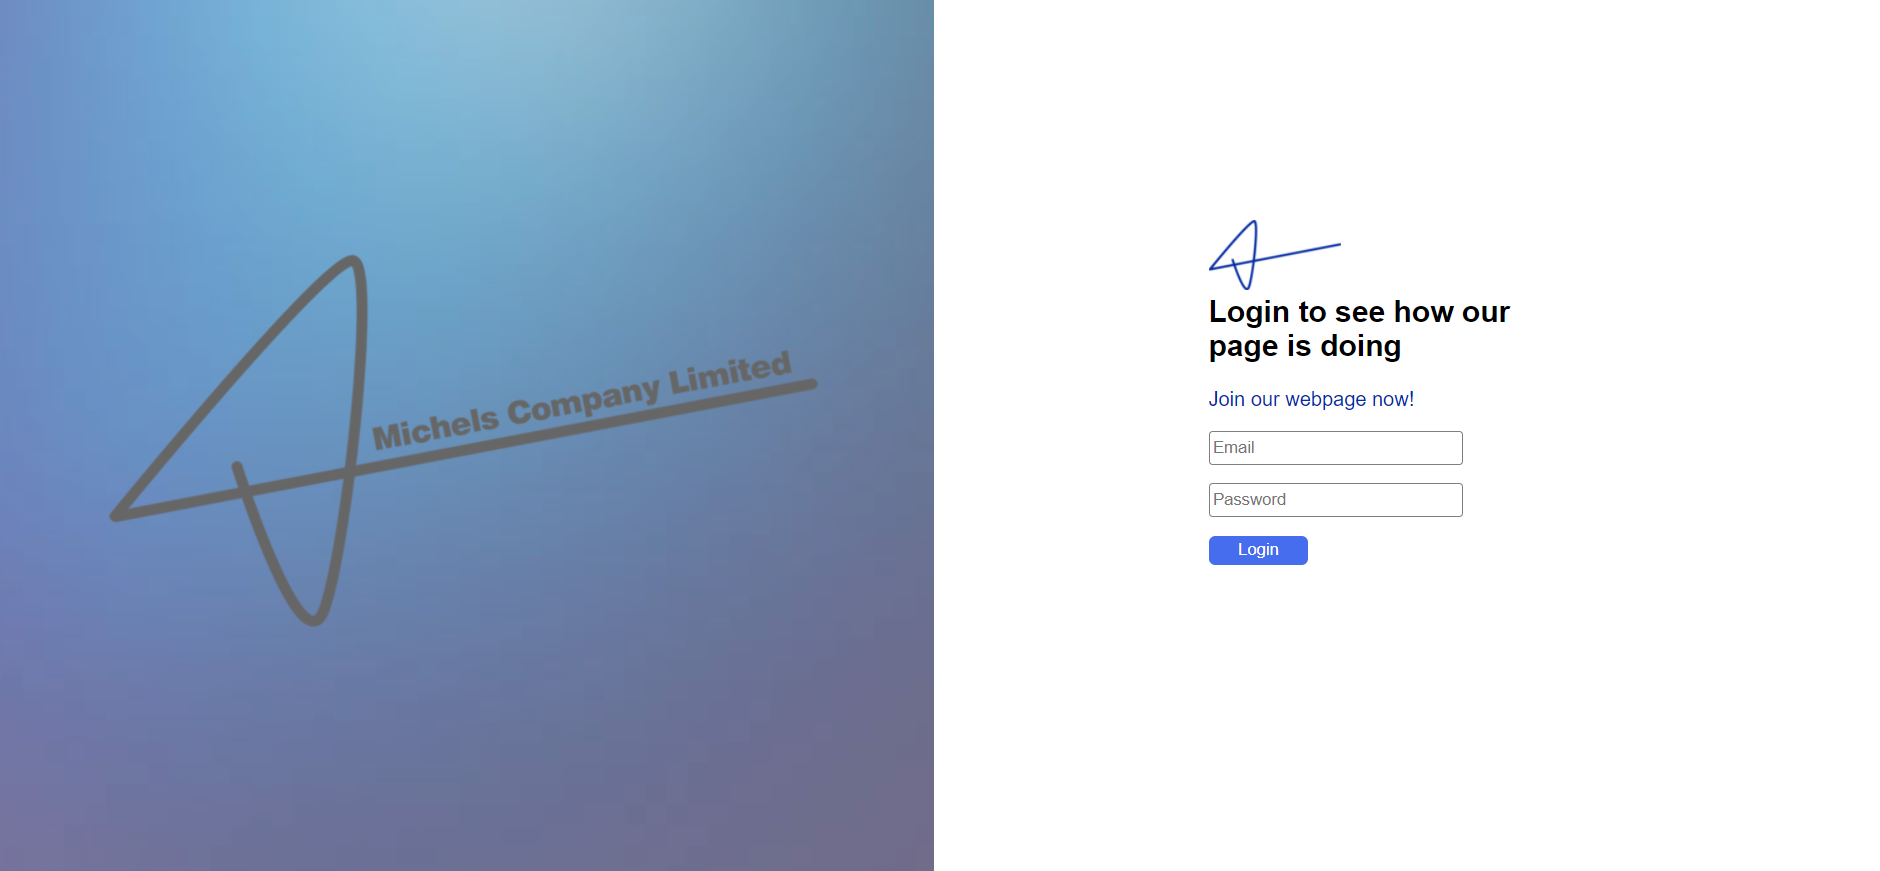 Michels Company Limited
Login to see how our
page is doing
Join our webpage now!
Email
Password
Login